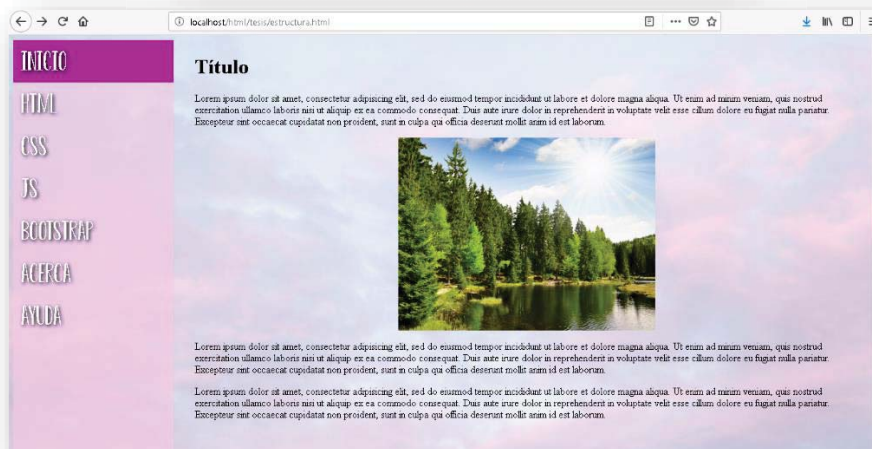 localhost/html/tesis/estructura.html
INICIO
HTML
CSS
JS
BOOTSTRAP
ACERCA
AYUDA
Título
Lorem ipsum dolor sit amet, consectetur adipisicing elit, sed do eiusmod tempor incididunt ut labore et dolore magna aliqua. Ut enim ad minim veniam, quis nostrud
exercitation ullamco laboris nisi ut aliquip ex ea commodo consequat. Duis aute irure dolor in reprehenderit in voluptate velit esse cillum dolore eu fugiat nulla pariatur.
Excepteur sint occaecat cupidatat non proident, sunt in culpa qui officia deserunt mollit anim id est laborum.
Lorem ipsum dolor sit amet, consectetur adipisicing elit, sed do eiusmod tempor incididunt ut labore et dolore magna aliqua. Ut enim ad minim veniam, quis nostrud
exercitation ullamco laboris nisi ut aliquip ex ea commodo consequat. Duis aute irure dolor in reprehenderit in voluptate velit esse cillum dolore eu fugiat nulla pariatur.
Excepteur sint occaecat cupidatat non proident, sunt in culpa qui officia deserunt mollit anim id est laborum.
Lorem ipsum dolor sit amet, consectetur adipisicing elit, sed do eiusmod tempor incididunt ut labore et dolore magna aliqua. Ut enim ad minim veniam, quis nostrud
exercitation ullamco laboris nisi ut aliquip ex ea commodo consequat. Duis aute irure dolor in reprehenderit in voluptate velit esse cillum dolore eu fugiat nulla pariatur.
Excepteur sint occaecat cupidatat non proident, sunt in culpa qui officia deserunt mollit anim id est laborum.